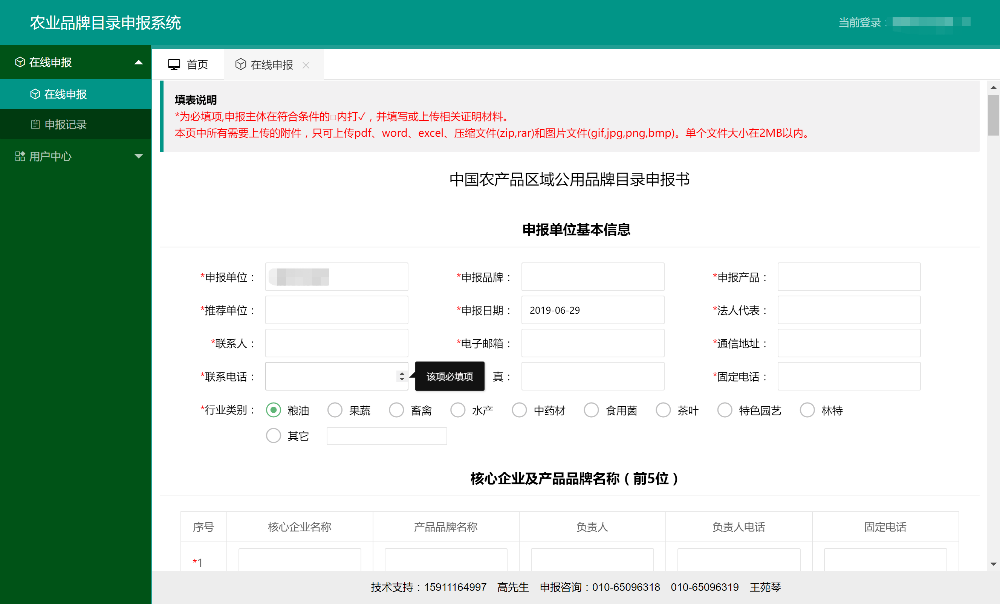 农业品牌目录申报系统
当前登录：
在线申报
在线申报
申报记录
用户中心
首页 在线申报
填表说明
*为必填项,申报主体在符合条件的□内打✓，并填写或上传相关证明材料。
本页中所有需要上传的附件，只可上传pdf、word、excel、压缩文件(zip,rar)和图片文件(gif,jpg,png,bmp)。单个文件大小在2MB以内。
中国农产品区域公用品牌目录申报书
申报单位基本信息
*申报单位： *申报品牌： *申报产品：
*推荐单位： *申报日期： 2019-06-29 *法人代表：
*联系人： *电子邮箱： *通信地址：
*联系电话： 该项必填项 真： *固定电话：
*行业类别： 粮油 果蔬 畜禽 水产 中药材 食用菌 茶叶 特色园艺 林特
其它
核心企业及产品品牌名称（前5位）
序号 核心企业名称 产品品牌名称 负责人 负责人电话 固定电话
*1
技术支持：15911164997 高先生 申报咨询：010-65096318 010-65096319 王苑琴